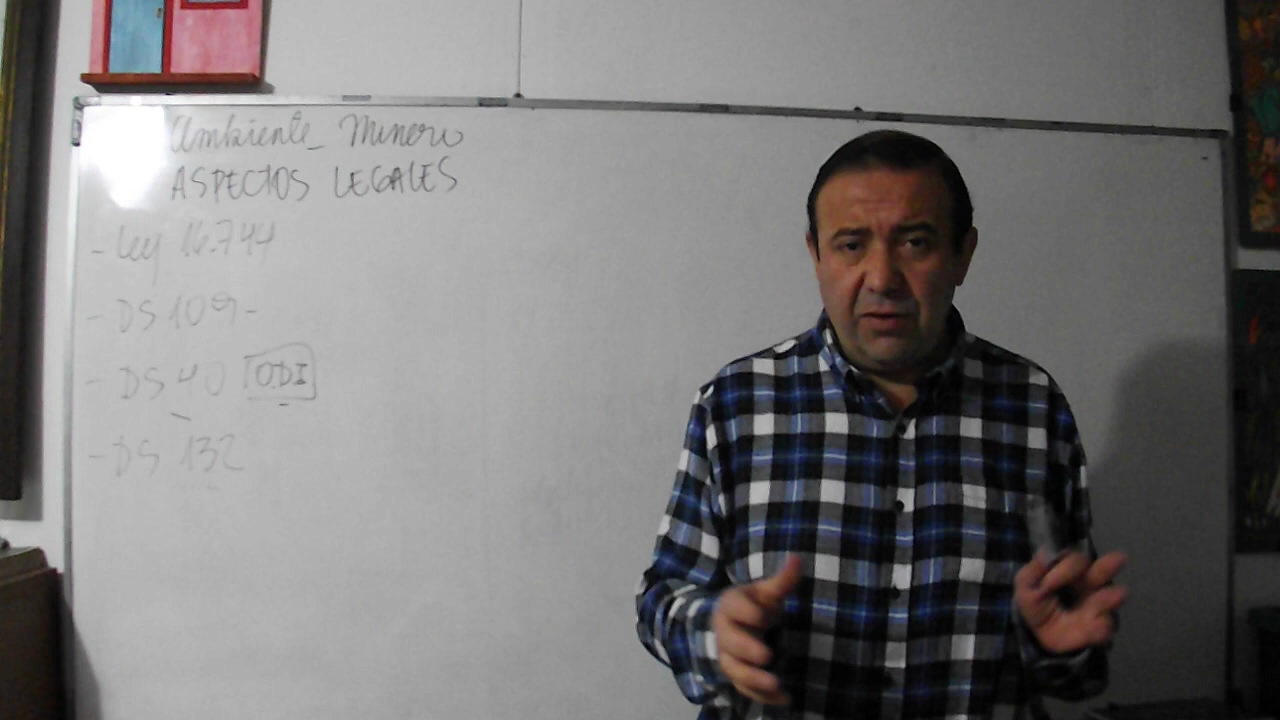 Ambiente Minero
ASPECTOS LEGALES
- Ley 16.744
- DS 109 -
- DS 40 ODI
- DS 132